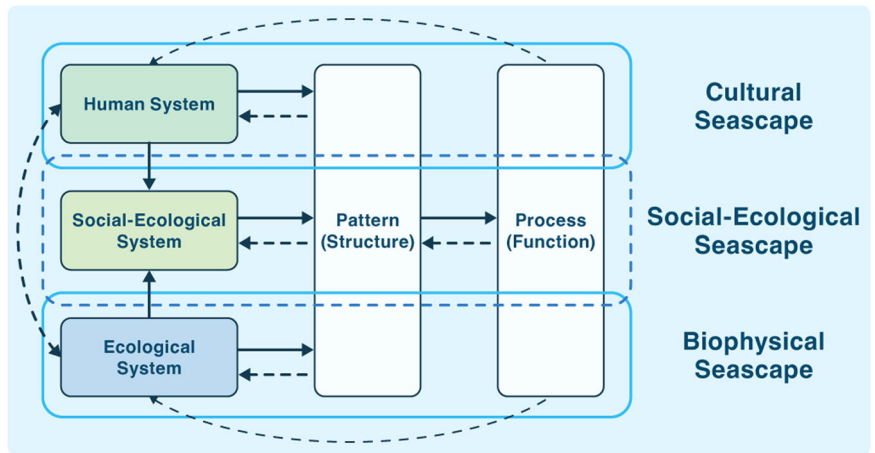 Human System
Cultural
Seascape
Social-Ecological
System
Pattern
(Structure)
Process
(Function)
Social-Ecological
Seascape
Ecological
System
Biophysical
Seascape